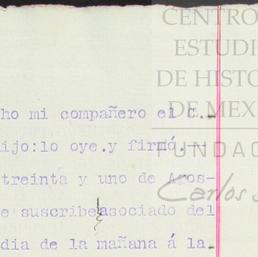 CENTRO
ESTUDI
DE HISTO
DE MEX
FUNDAC
Carlos S
ho mi compañero el C.-
ijo:lo oye.y firmó.-
treinta y uno de Agos-
e suscribe asociado del
dia de la mañana á la